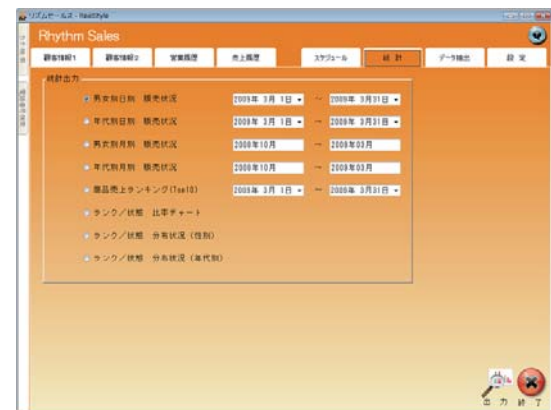 リズムセールス - RealStyle
Rhythm Sales
顧客情報1 顧客情報2 営業履歴 売上履歴 スケジュール 統計 データ抽出 設定
統計出力
男女別日別 販売状況 2009年 3月 1日 ~ 2009年 3月31日
年代別日別 販売状況 2009年 3月 1日 ~ 2009年 3月31日
男女別月別 販売状況 2008年10月 ~ 2009年03月
年代別月別 販売状況 2008年10月 ~ 2009年03月
商品売上ランキング(Top10) 2009年 3月 1日 ~ 2009年 3月31日
ランク/状態 比率チャート
ランク/状態 分布状況 (性別)
ランク/状態 分布状況 (年代別)
出力 終了